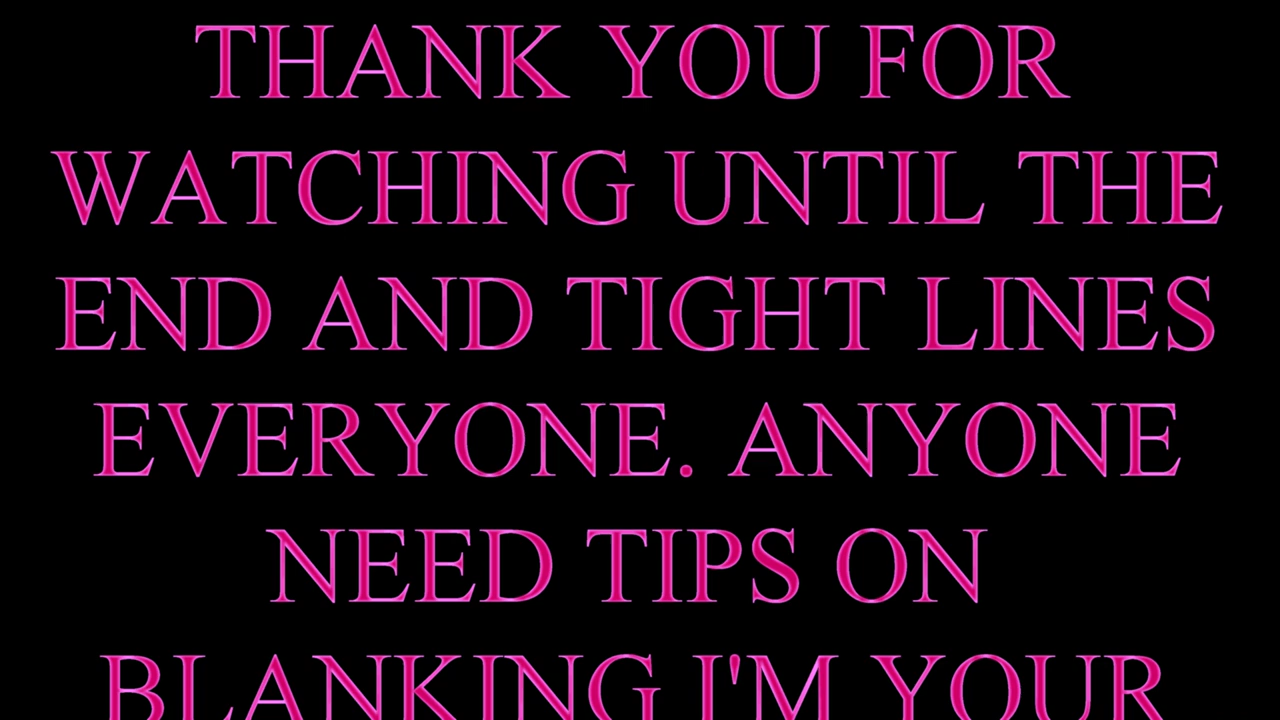 THANK YOU FOR
WATCHING UNTIL THE
END AND TIGHT LINES
EVERYONE. ANYONE
NEED TIPS ON
BLANKING I'M YOUR